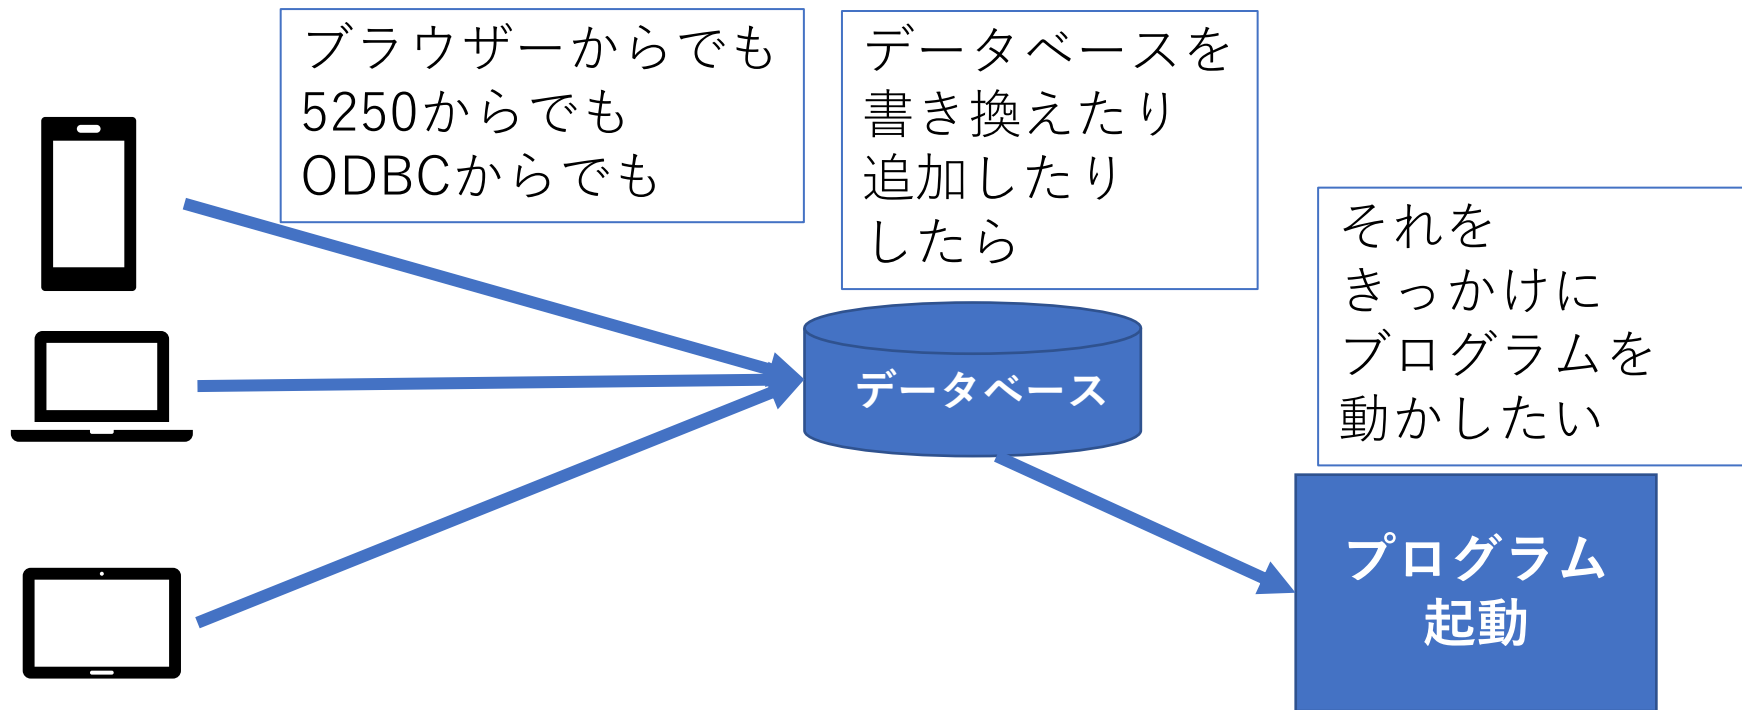 ブラウザーからでも
5250からでも
ODBCからでも
データベースを
書き換えたり
追加したり
したら
それを
きっかけに
プログラムを
動かしたい
データベース
プログラム
起動